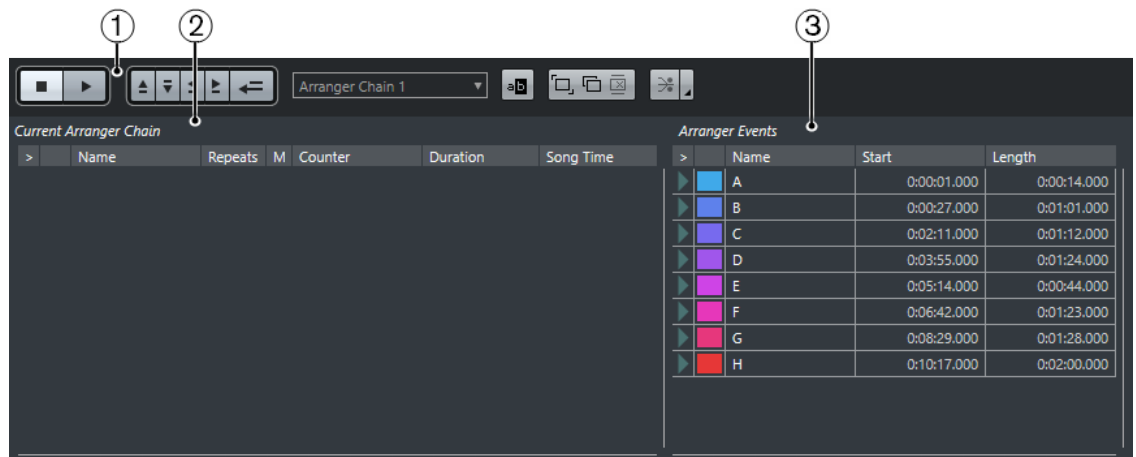 1 2 3
Arranger Chain 1 ab
Current Arranger Chain Arranger Events
> Name Repeats M Counter Duration Song Time > Name Start Length
A 0:00:01.000 0:00:14.000
B 0:00:27.000 0:01:01.000
C 0:02:11.000 0:01:12.000
D 0:03:55.000 0:01:24.000
E 0:05:14.000 0:00:44.000
F 0:06:42.000 0:01:23.000
G 0:08:29.000 0:01:28.000
H 0:10:17.000 0:02:00.000